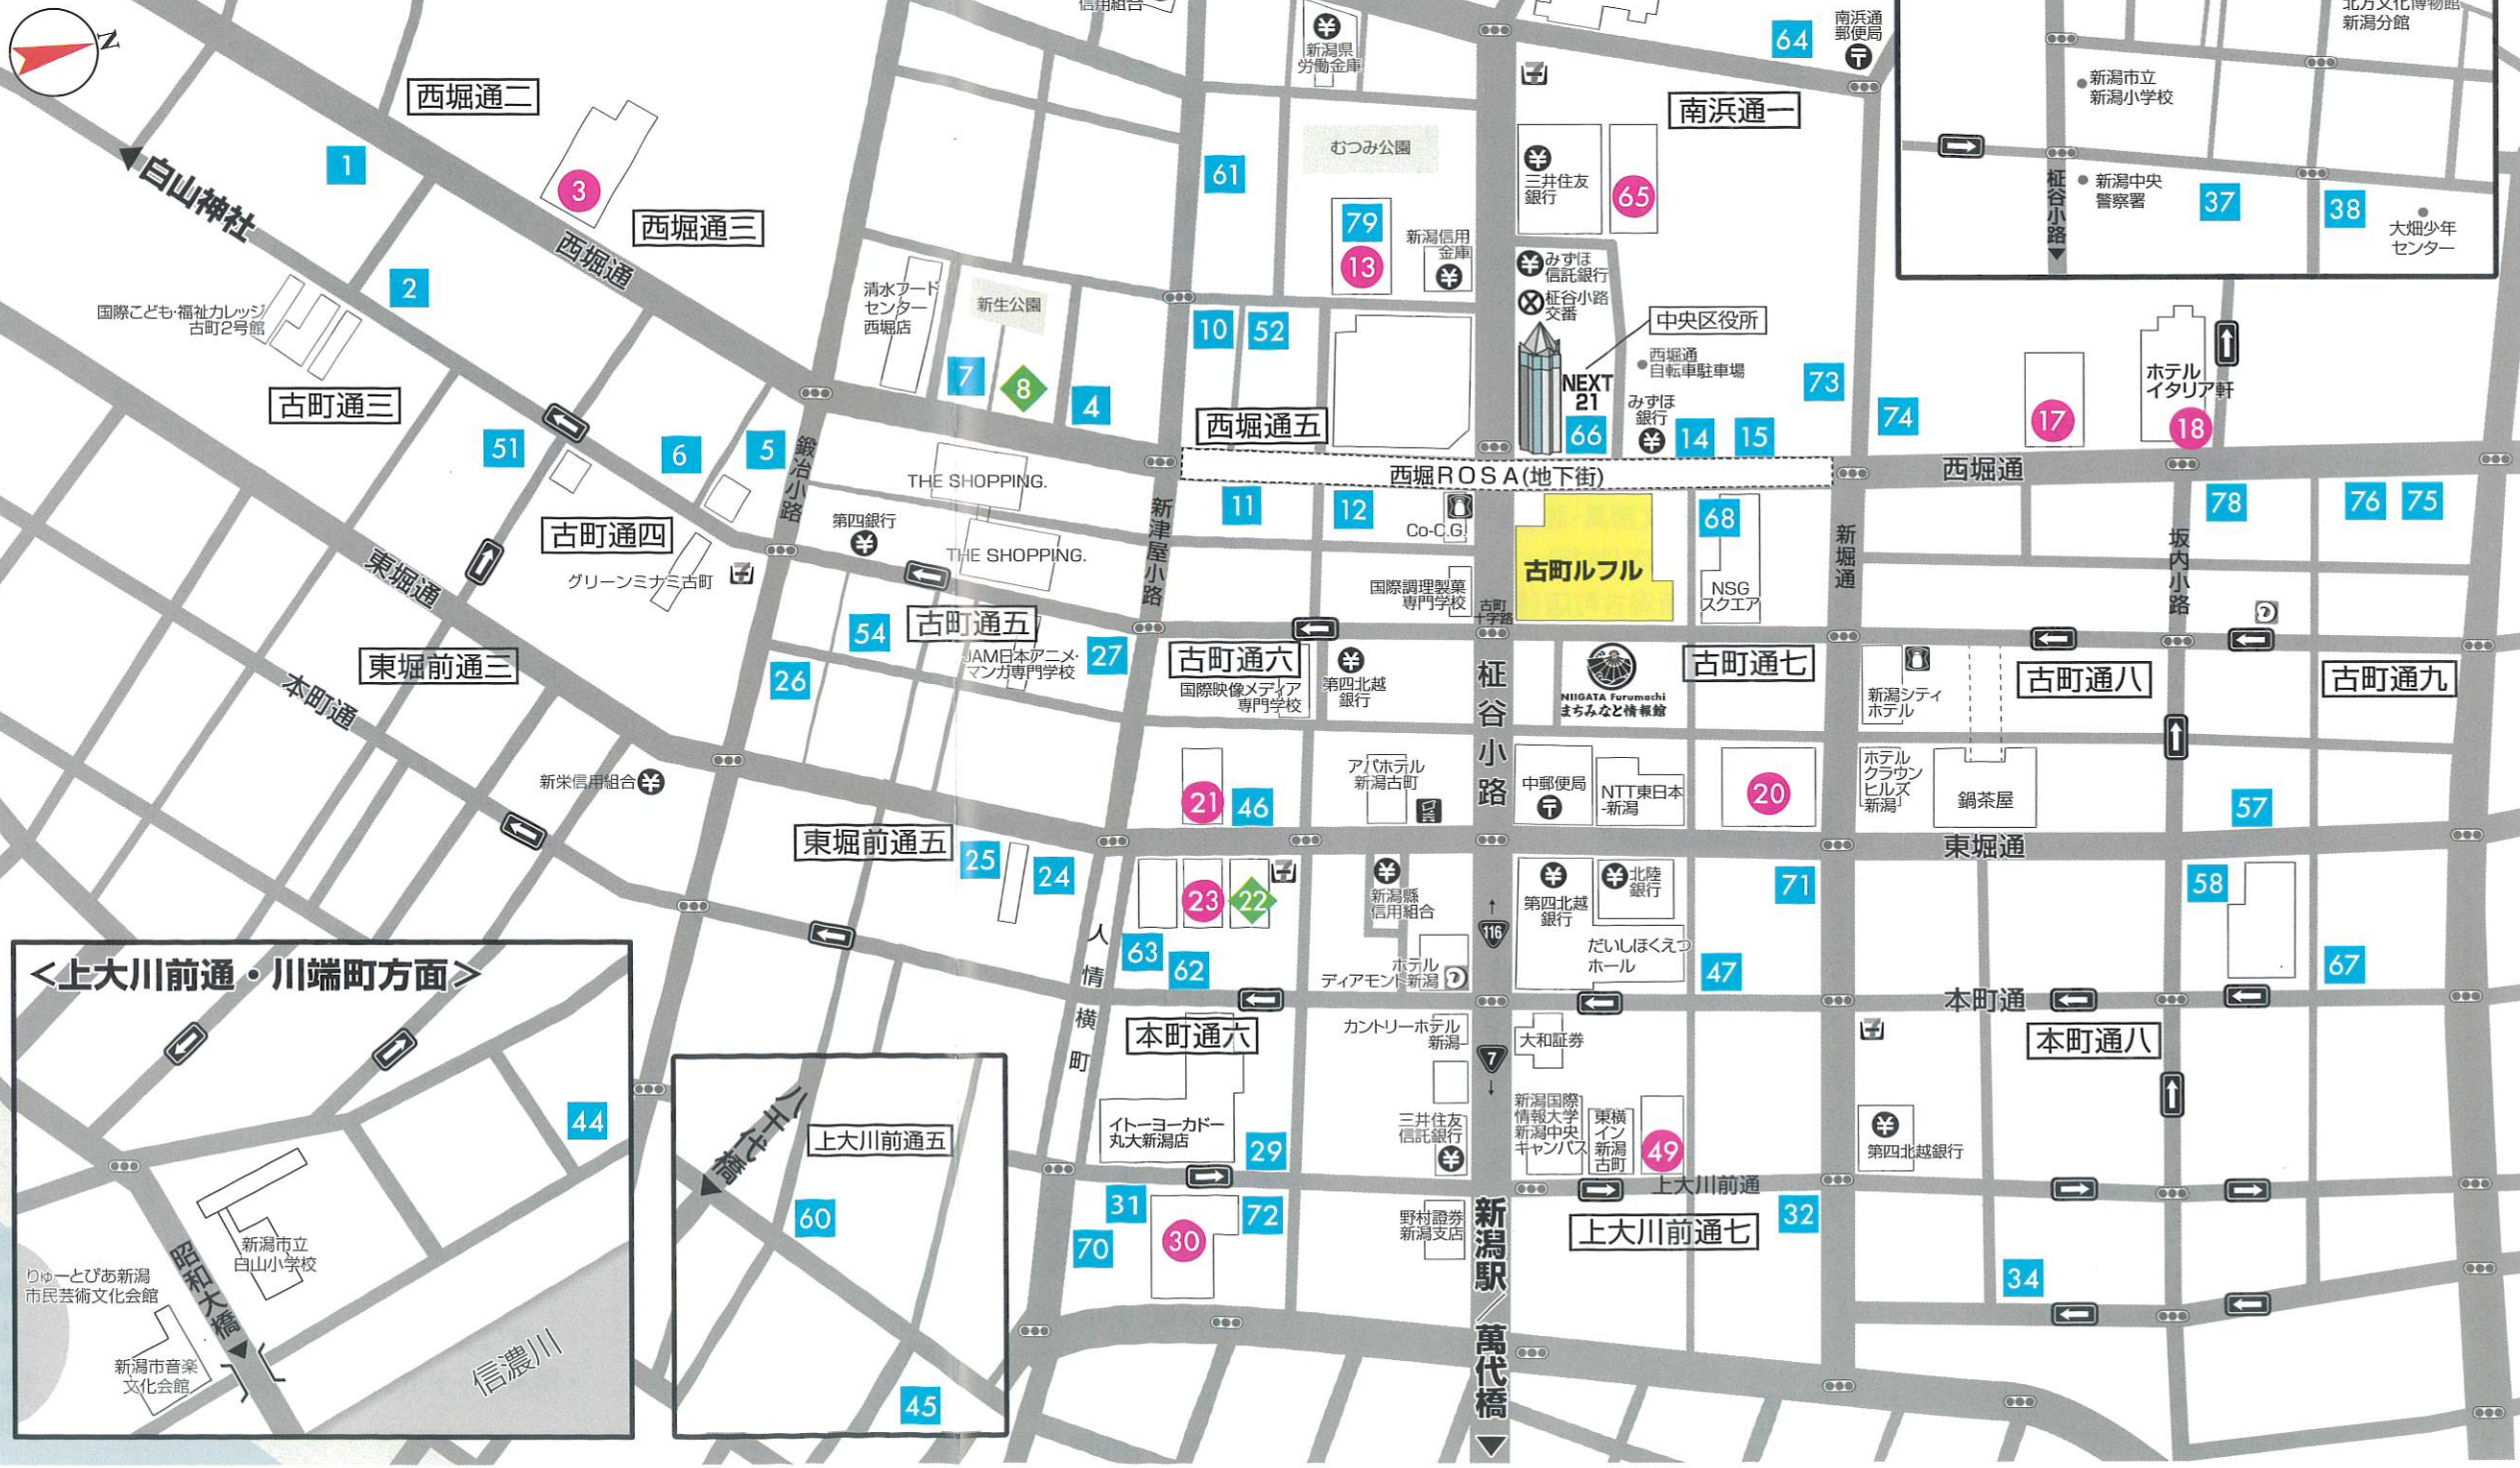 N
西堀通二
1
白山神社
3
西堀通三
西堀通
2
国際こども・福祉カレッジ
古町2号館
古町通三
51
6
5
鍛冶小路
古町通四
グリーンミナミ古町
東堀通
東前堀通三
本町通
新栄信用組合
信用組合
新潟県
労働金庫
むつみ公園
61
79
13
新潟信用
金庫
清水フード
センター
西堀店
新生公園
7
8
4
10
52
西堀通五
THE SHOPPING.
THE SHOPPING.
第四銀行
新津屋小路
54
古町通五
JAM日本アニメ・
マンガ専門学校
27
26
西堀ROSA(地下街)
11
12
Co-C.G.
国際調理製菓
専門学校
古町
十字路
古町通六
国際映像メディア
専門学校
第四北越
銀行
柾谷小路
64
南浜通
郵便局
南浜通一
三井住友
銀行
65
みずほ
信託銀行
柾谷小路
交番
中央区役所
西堀通
自転車駐車場
NEXT
21
みずほ
銀行
66
14
15
73
74
17
ホテル
イタリア軒
18
北方文化博物館
新潟分館
新潟市立
新潟小学校
柾谷小路
新潟中央
警察署
37
38
大畑少年
センター
西堀通
古町ルフル
68
NSG
スクエア
新堀通
坂内小路
78
76
75
NIIGATA Furumachi
まちみなと情報館
古町通七
新潟シティ
ホテル
古町通八
古町通九
21
46
アパホテル
新潟古町
中郵便局
NTT東日本
-新潟
20
ホテル
クラウン
ヒルズ
新潟
鍋茶屋
57
東堀前通五
25
24
東堀通
23
22
新潟縣
信用組合
第四北越
銀行
北陸
銀行
71
58
だいしほくえつ
ホール
47
67
人情横町
63
62
ホテル
ディアモント新潟
116
本町通
本町通六
カントリーホテル
新潟
大和証券
7
本町通八
イトーヨーカドー
丸大新潟店
29
三井住友
信託銀行
新潟国際
情報大学
新潟中央
キャンパス
東横
イン
新潟
古町
49
第四北越銀行
上大川前通
31
70
30
72
野村證券
新潟支店
新潟駅/萬代橋
上大川前通七
32
34
<上大川前通・川端町方面>
44
新潟市立
白山小学校
りゅーとぴあ新潟
市民芸術文化会館
昭和大橋
新潟市音楽
文化会館
信濃川
八千代橋
上大川前通五
60
45